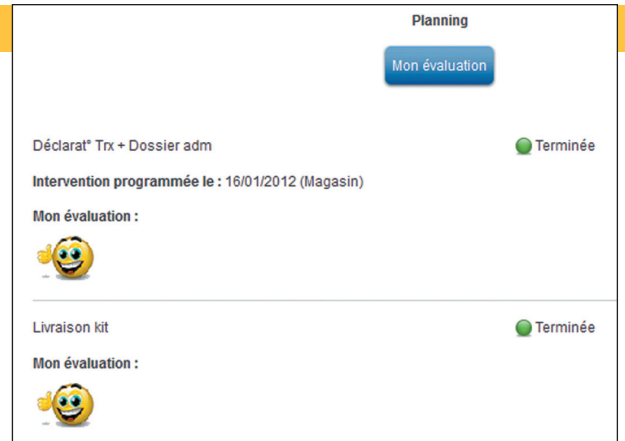 Planning
Mon évaluation
Déclarat° Trx + Dossier adm
Terminée
Intervention programmée le : 16/01/2012 (Magasin)
Mon évaluation :
Livraison kit
Terminée
Mon évaluation :